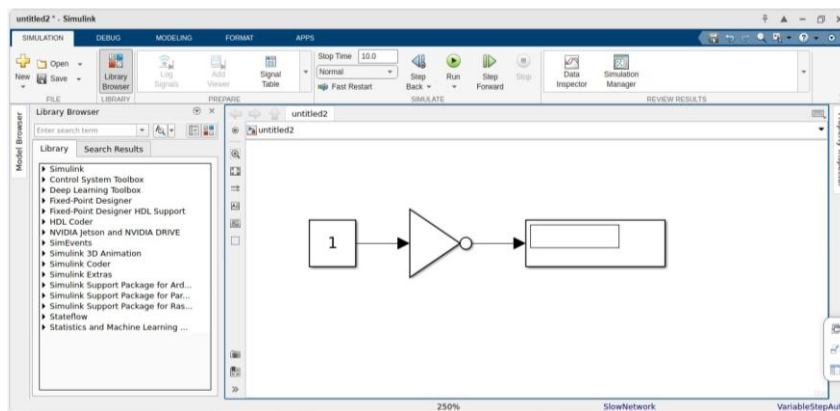 untitled2 * - Simulink
SIMULATION DEBUG MODELING FORMAT APPS
New
Open
Save
FILE
Library
Browser
LIBRARY
Log
Signals
Add
Viewer
Signal
Table
PREPARE
Stop Time 10.0
Normal
Fast Restart
Step
Back
Run
Step
Forward
Stop
SIMULATE
Data
Inspector
Simulation
Manager
REVIEW RESULTS
Model Browser
Library Browser
Enter search term
Library Search Results
Simulink
Control System Toolbox
Deep Learning Toolbox
Fixed-Point Designer
Fixed-Point Designer HDL Support
HDL Coder
NVIDIA Jetson and NVIDIA DRIVE
SimEvents
Simulink 3D Animation
Simulink Coder
Simulink Extras
Simulink Support Package for Ard...
Simulink Support Package for Par...
Simulink Support Package for Ras...
Stateflow
Statistics and Machine Learning ...
untitled2
untitled2
1
250% SlowNetwork VariableStepAut